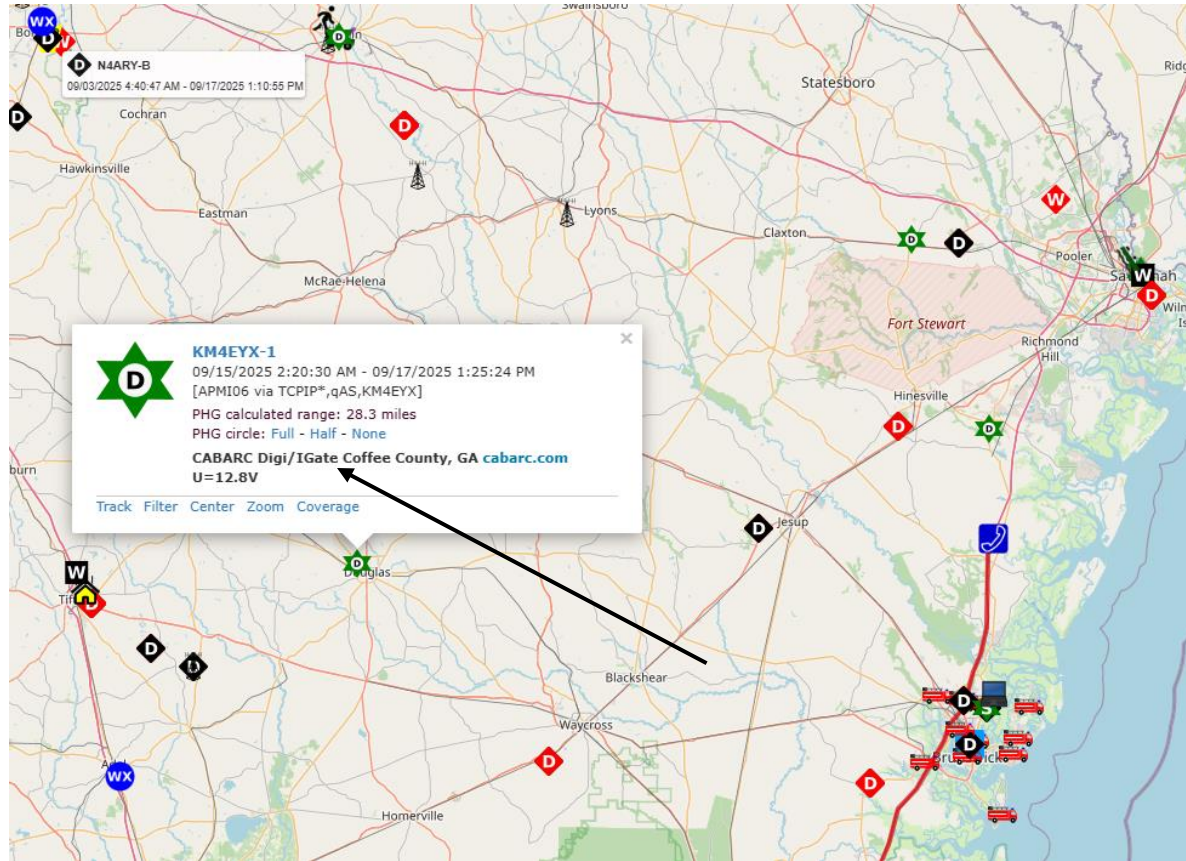 Swainsboro
WX
D
W
D
N4ARY-B
09/03/2025 4:40:47 AM - 09/17/2025 1:10:55 PM
D
Statesboro
D
Cochran
D
Hawkinsville
W
Eastman
Lyons
Claxton
D
D
Pooler
McRae-Helena
W
D
Fort Stewart
Richmond
Hill
Hinesville
D
D
KM4EYX-1
09/15/2025 2:20:30 AM - 09/17/2025 1:25:24 PM
[APMI06 via TCPIP*,qAS,KM4EYX]
PHG calculated range: 28.3 miles
PHG circle: Full - Half - None
CABARC Digi/IGate Coffee County, GA cabarc.com
U=12.8V
Track Filter Center Zoom Coverage
D
×
D
Jesup
D
Douglas
W
D
D
D
Blackshear
D
S
Waycross
D
D
Brunswick
WX
D
Homerville